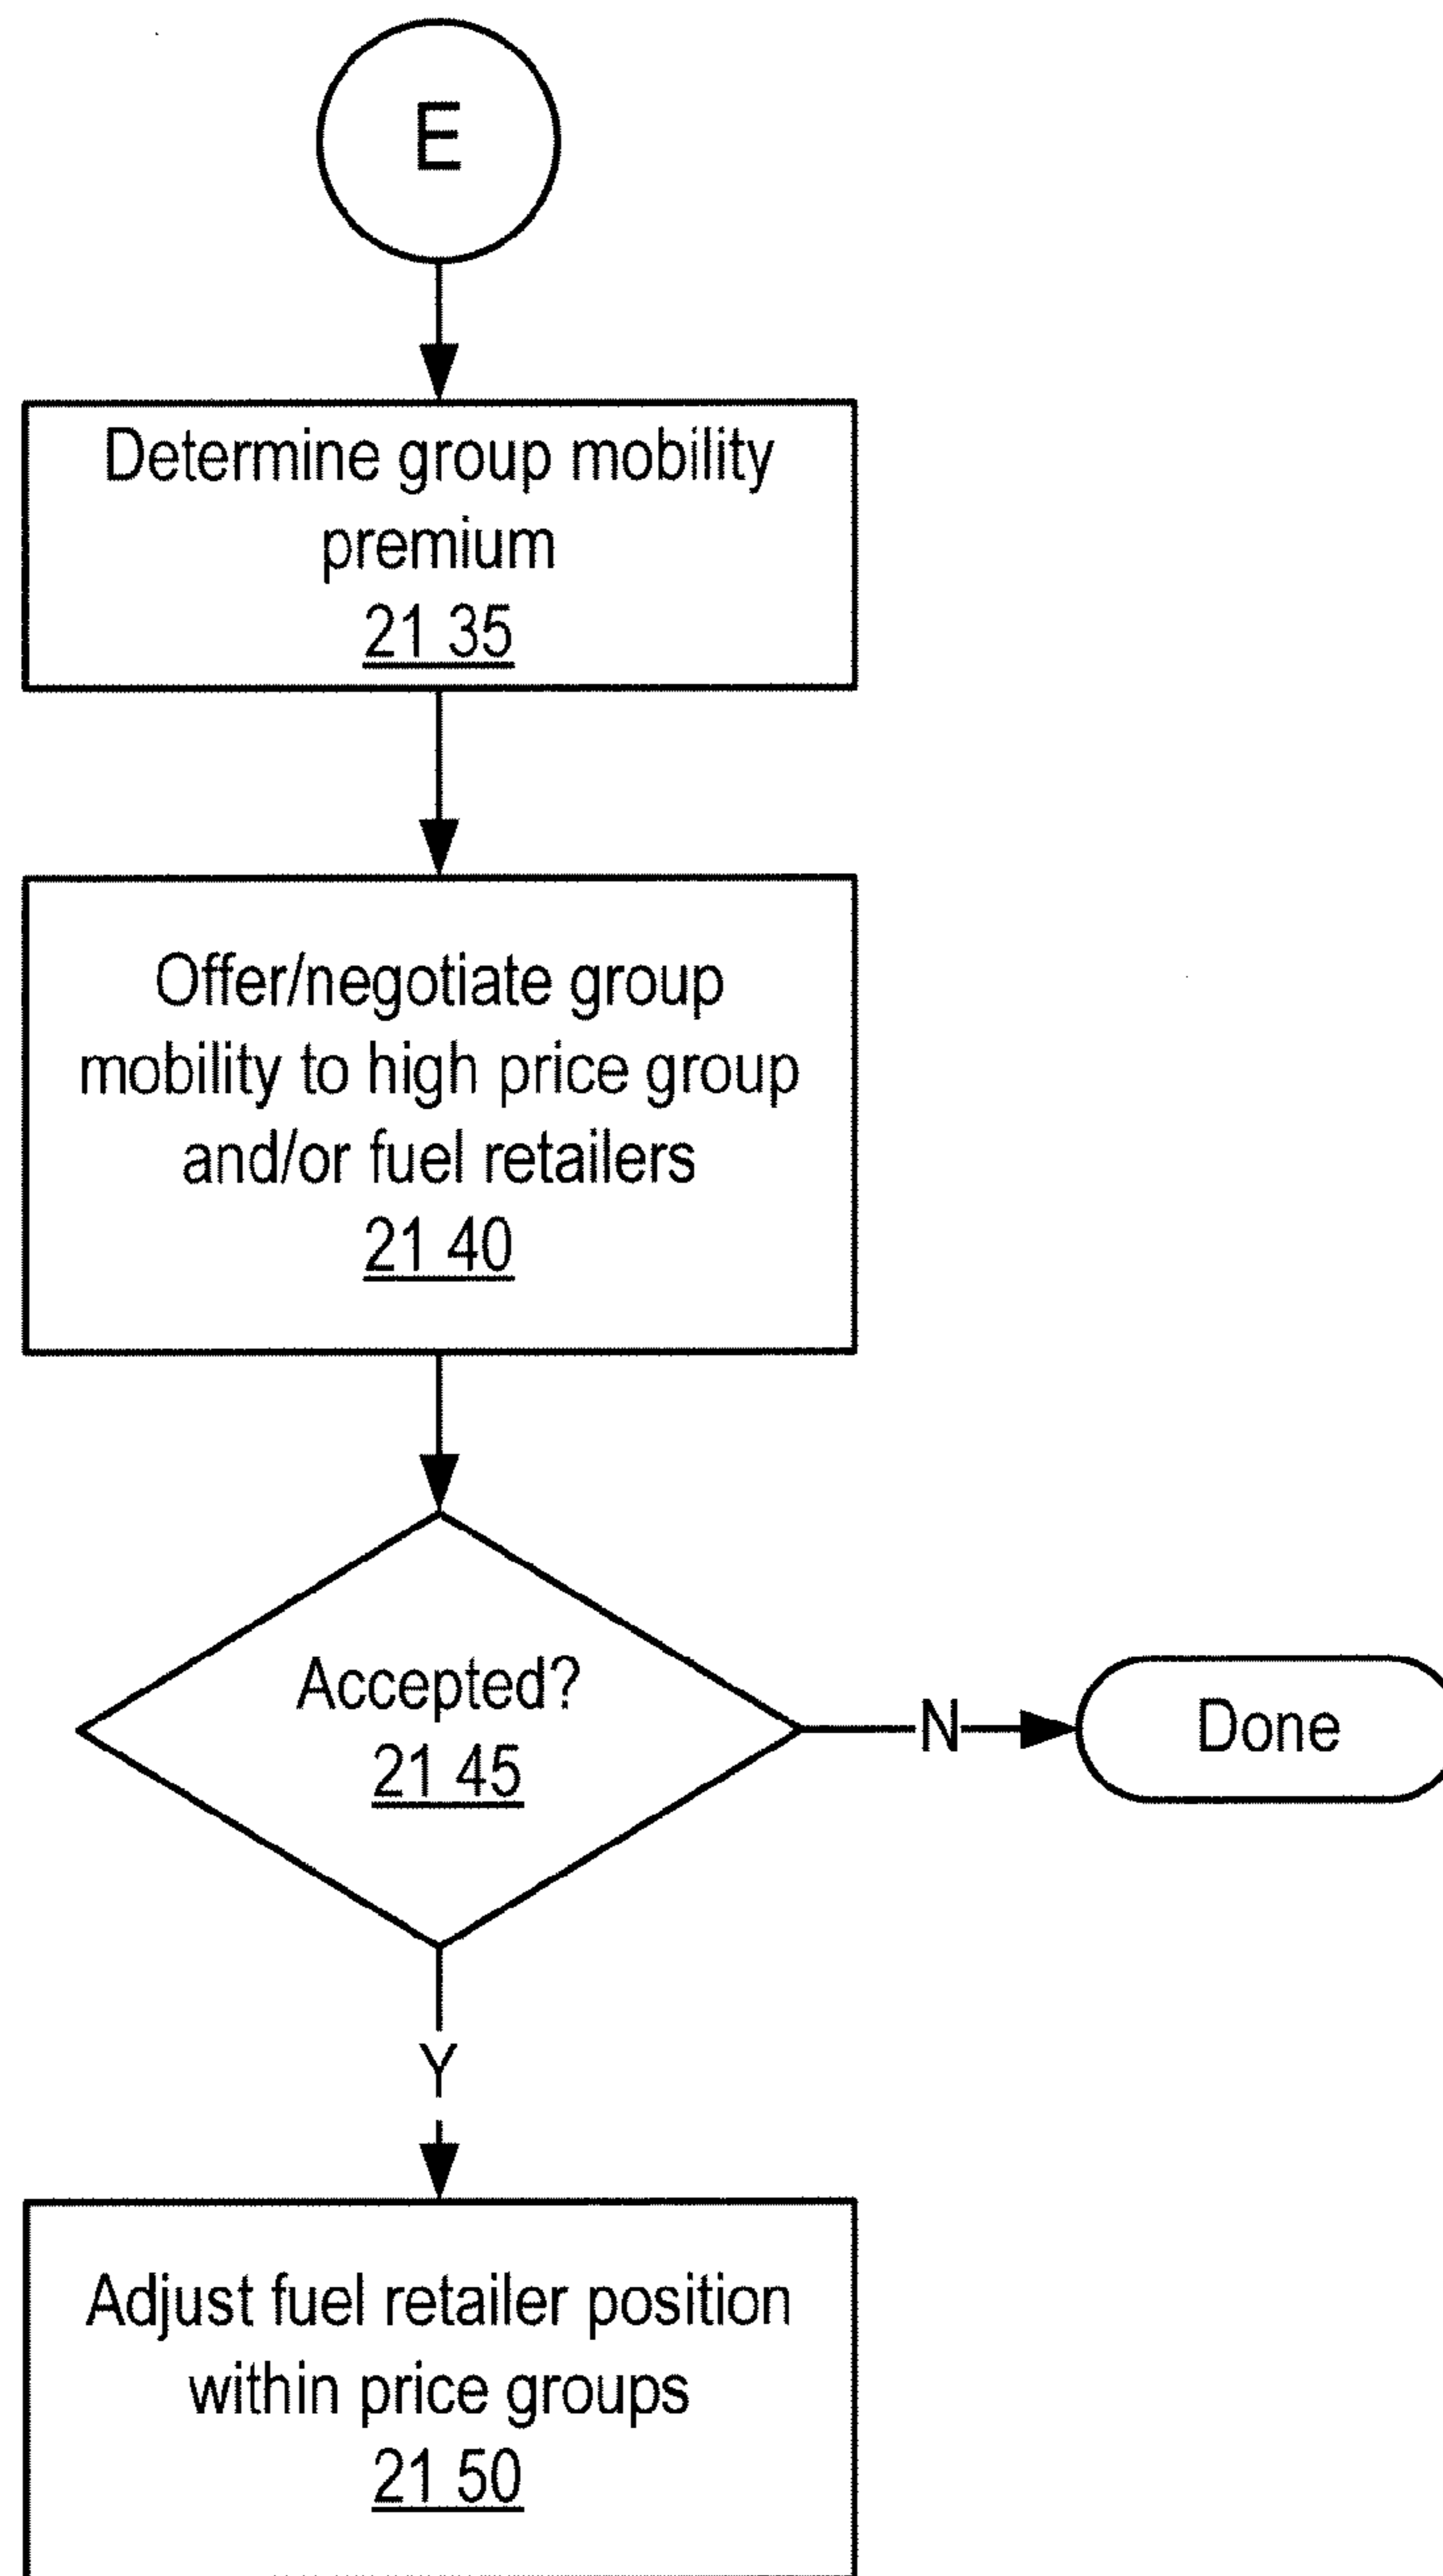 E
Determine group mobility
premium
21 35
Offer/negotiate group
mobility to high price group
and/or fuel retailers
21 40
Accepted?
21 45
N
Done
Y
Adjust fuel retailer position
within price groups
21 50